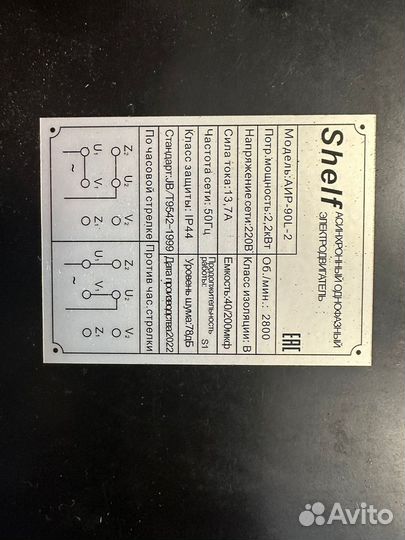 Shelf
АСИНХРОННЫЙ ОДНОФАЗНЫЙ
ЭЛЕКТРОДВИГАТЕЛЬ
EAC
Модель:АИР-90L-2
Потр.мощность:2,2кВт Об./мин.: 2800
Напряжение сети:220В Класс изоляции: В
Сила тока:13,7А Емкость:40/200мкф
Частота сети: 50Гц Продолжительность работы: S1
Класс защиты: IP44 Уровень шума:78дБ
Стандарт:JB/T9542-1999 Дата производства:2022
Z₁ U₂ Z₂
U₁ V₁ V₂
~
U₂ Z₂
U₁ V₁ Z₁ V₂
~
По часовой стрелке Против час. стрелки
Avito